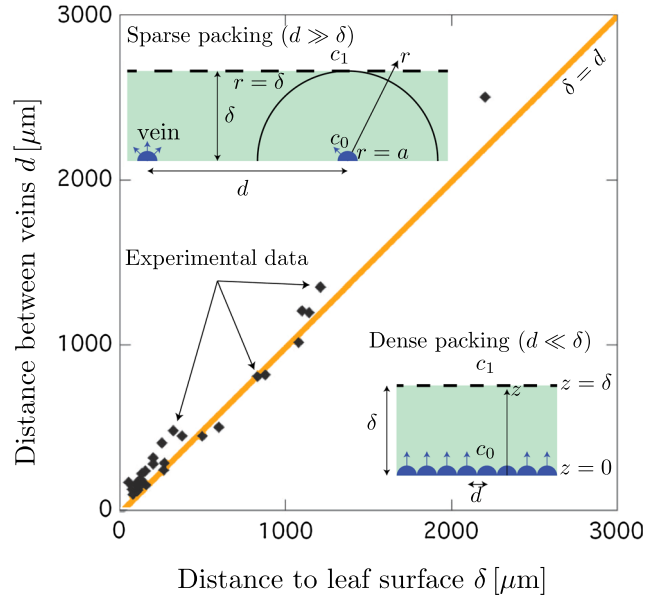 3000
2000
1000
0
Distance between veins d [μm]
Sparse packing (d ≫ δ)
c₁
r
r = δ
δ
vein
c₀
r = a
d
δ = d
Experimental data
Dense packing (d ≪ δ)
c₁
z
z = δ
δ
c₀
z = 0
d
0
1000
2000
3000
Distance to leaf surface δ [μm]